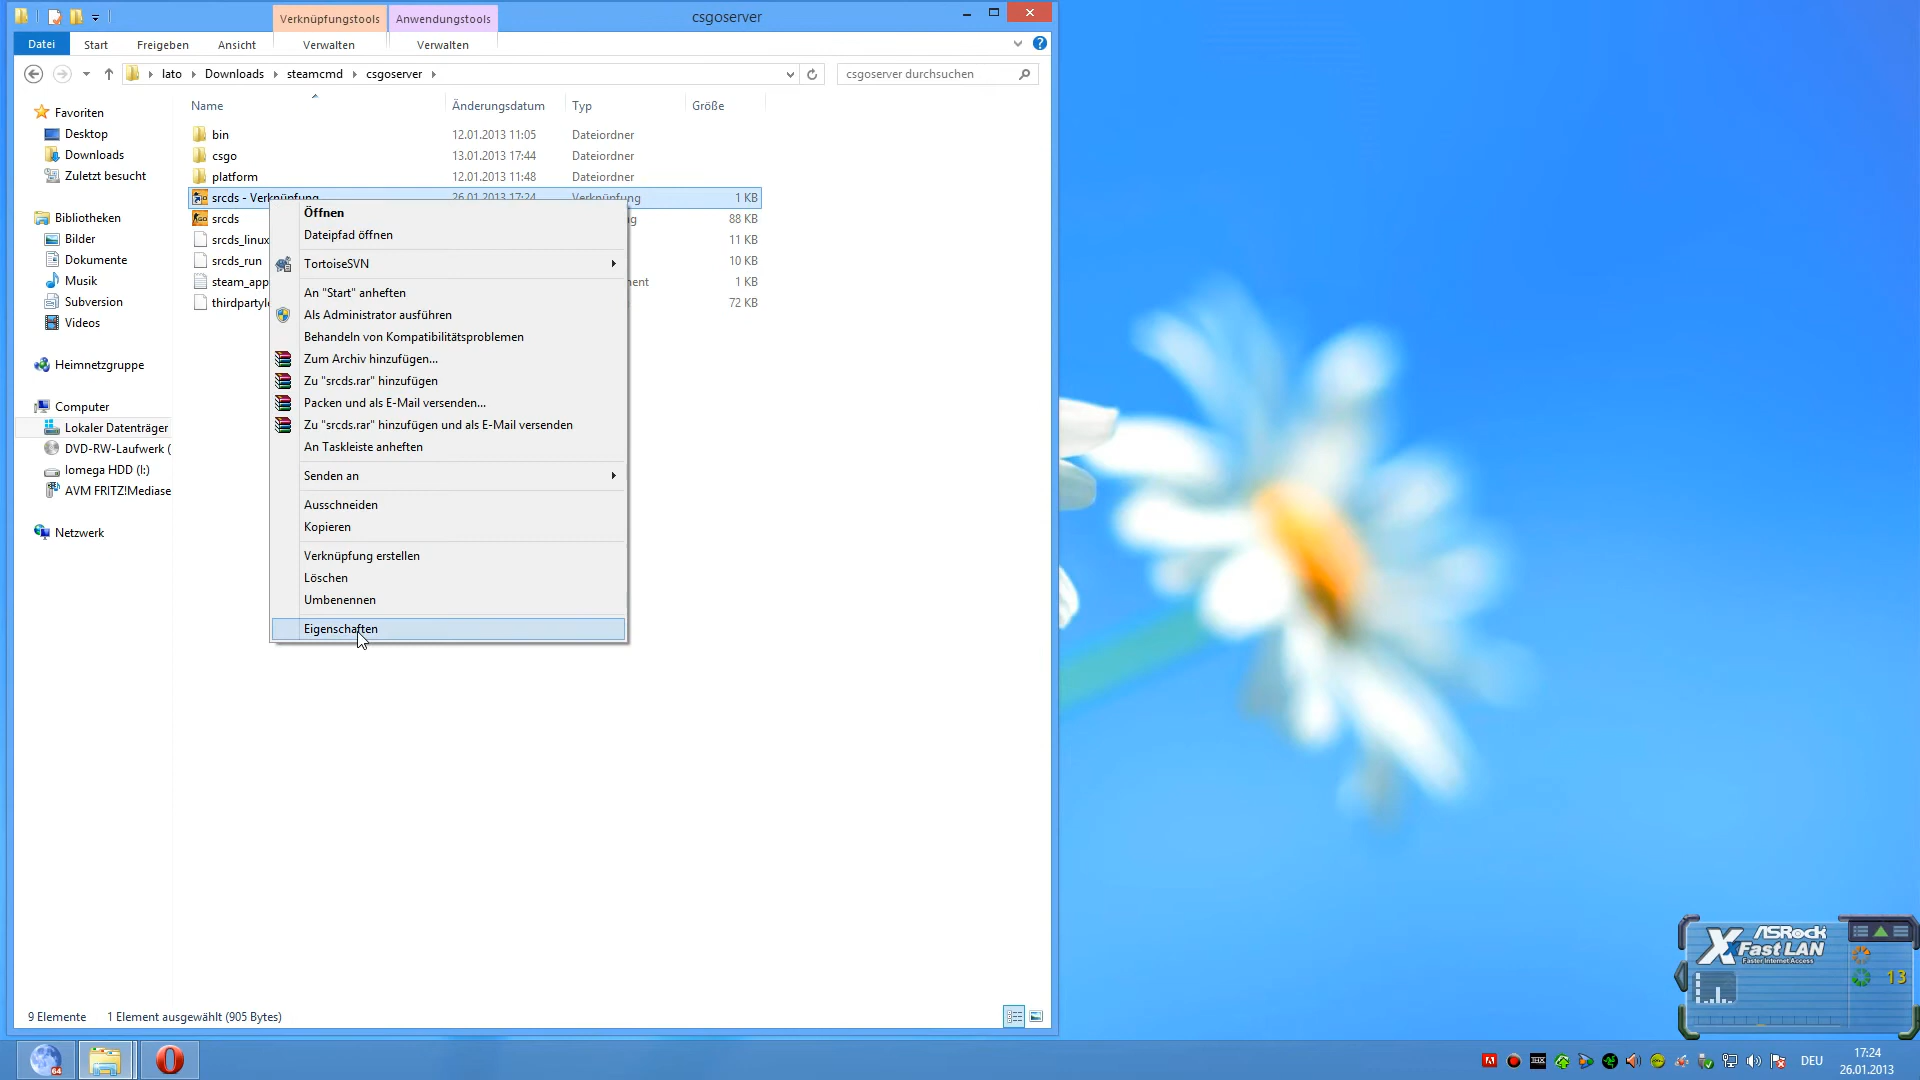 Verknüpfungstools
Anwendungstools
csgoserver
Datei
Start
Freigeben
Ansicht
Verwalten
Verwalten
lato
Downloads
steamcmd
csgoserver
csgoserver durchsuchen
Name
Änderungsdatum
Typ
Größe
Favoriten
Desktop
Downloads
Zuletzt besucht
Bibliotheken
Bilder
Dokumente
Musik
Subversion
Videos
Heimnetzgruppe
Computer
Lokaler Datenträger
DVD-RW-Laufwerk (
Iomega HDD (I:)
AVM FRITZ!Mediase
Netzwerk
bin 12.01.2013 11:05 Dateiordner
csgo 13.01.2013 17:44 Dateiordner
platform 12.01.2013 11:48 Dateiordner
srcds - Verknüpfung 26.01.2013 17:24 Verknüpfung 1 KB
srcds 88 KB
srcds_linux 11 KB
srcds_run 10 KB
steam_app 1 KB
thirdpartyle 72 KB
Öffnen
Dateipfad öffnen
TortoiseSVN
An "Start" anheften
Als Administrator ausführen
Behandeln von Kompatibilitätsproblemen
Zum Archiv hinzufügen...
Zu "srcds.rar" hinzufügen
Packen und als E-Mail versenden...
Zu "srcds.rar" hinzufügen und als E-Mail versenden
An Taskleiste anheften
Senden an
Ausschneiden
Kopieren
Verknüpfung erstellen
Löschen
Umbenennen
Eigenschaften
9 Elemente
1 Element ausgewählt (905 Bytes)
ASRock
XFast LAN
Faster Internet Access
13
64
DEU
17:24
26.01.2013